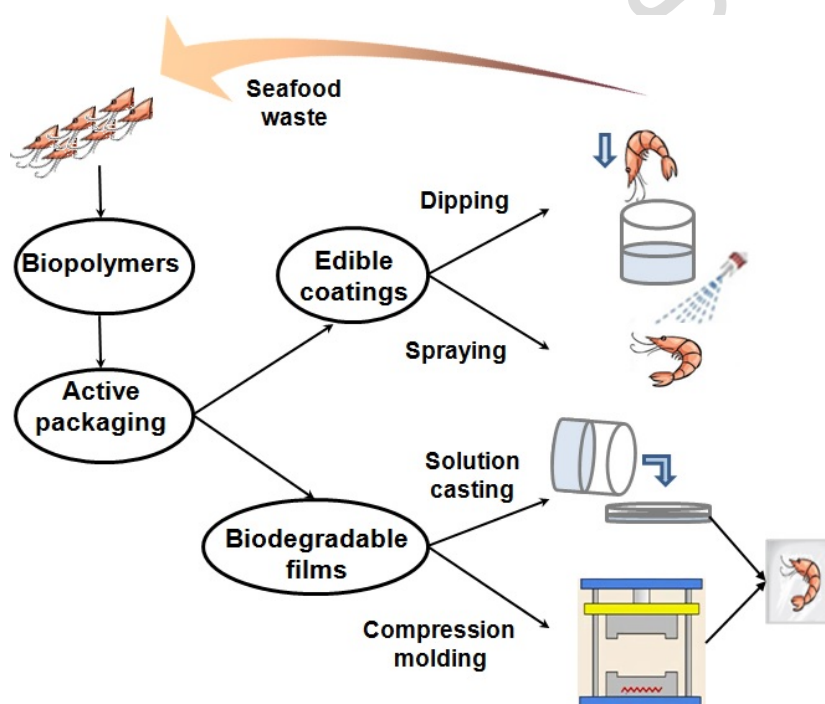 Seafood
waste
Dipping
Biopolymers
Edible
coatings
Spraying
Active
packaging
Solution
casting
Biodegradable
films
Compression
molding